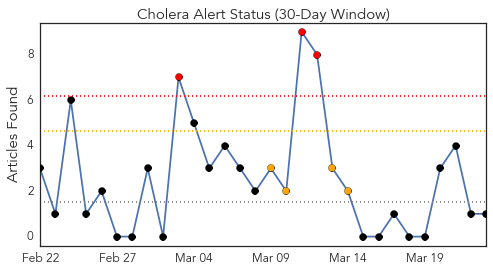 Cholera Alert Status (30-Day Window)
Articles Found
8
6
4
2
0
Feb 22 Feb 27 Mar 04 Mar 09 Mar 14 Mar 19